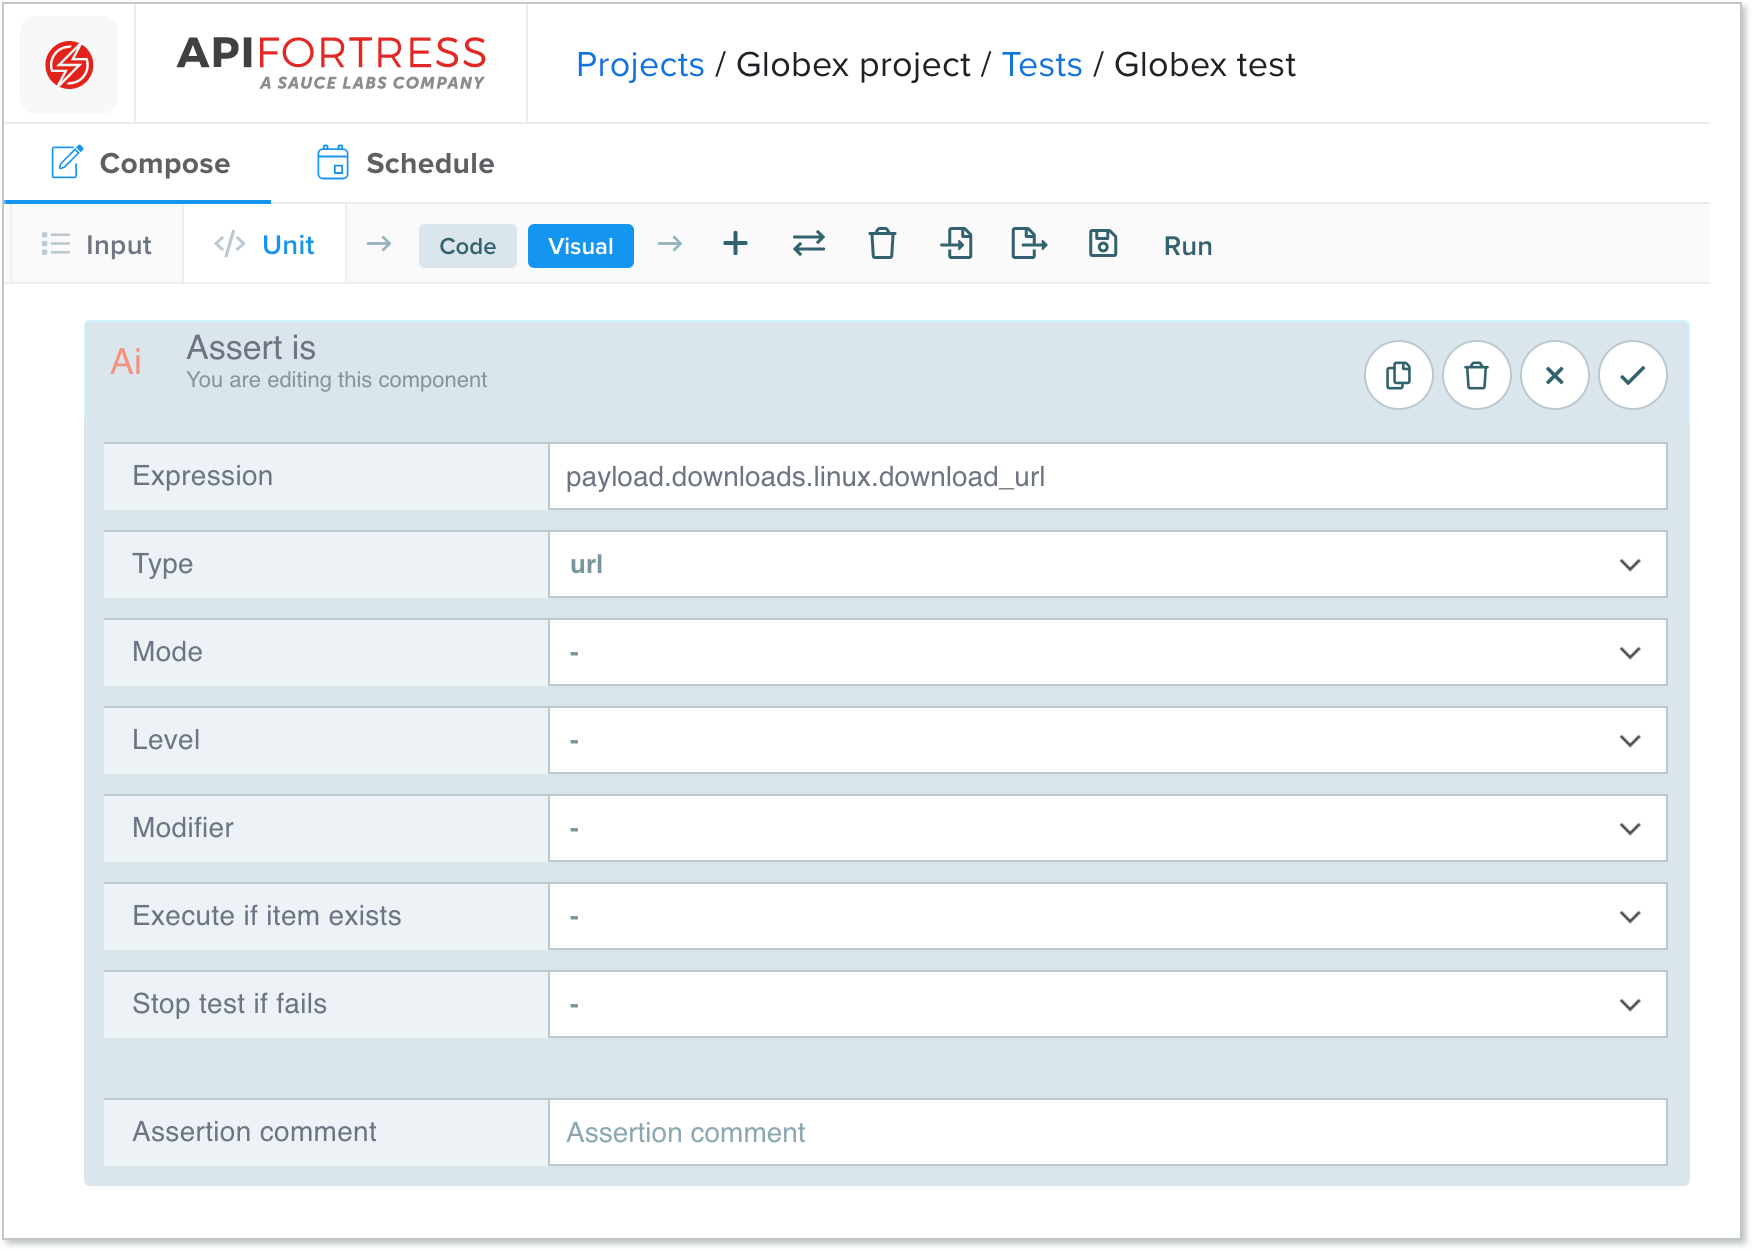 APIFORTRESS
A SAUCE LABS COMPANY
Projects / Globex project / Tests / Globex test
Compose
Schedule
Input
</> Unit
Code
Visual
Run
Ai
Assert is
You are editing this component
Expression
payload.downloads.linux.download_url
Type
url
Mode
-
Level
-
Modifier
-
Execute if item exists
-
Stop test if fails
-
Assertion comment
Assertion comment